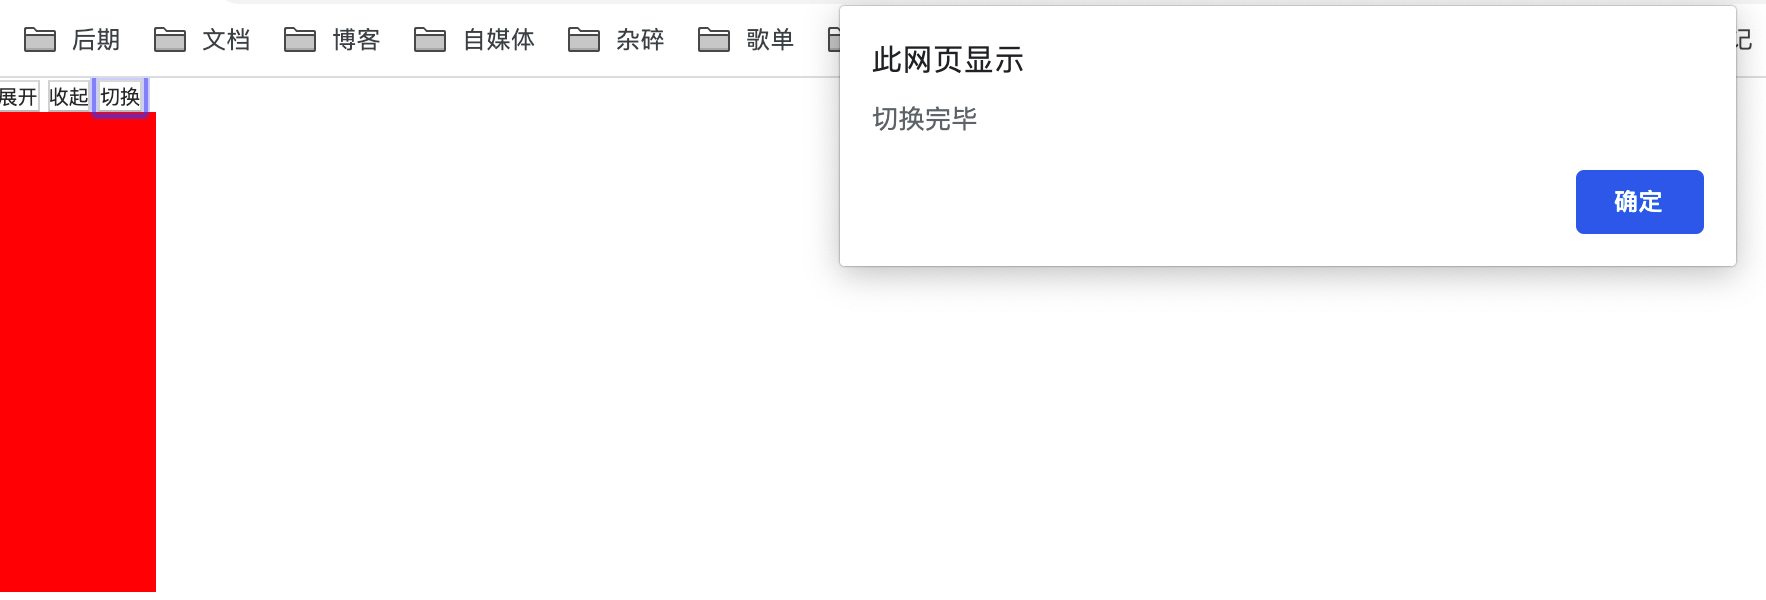 后期 文档 博客 自媒体 杂碎 歌单 记
展开 收起 切换
此网页显示
切换完毕
确定